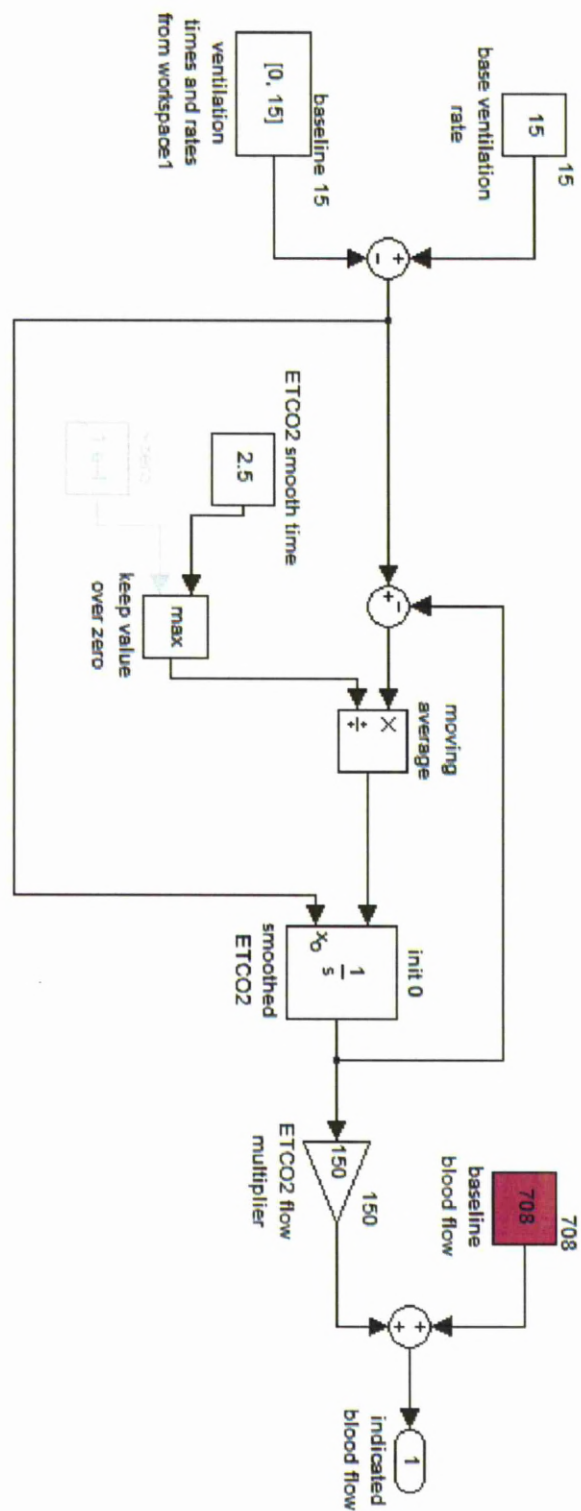 15
15
base ventilation
rate
baseline 15
[0, 15]
ventilation
times and rates
from workspace1
+
−
−
+
ETCO2 smooth time
2.5
max
keep value
over zero
moving
average
×
÷
init 0
1
s
xo
smoothed
ETCO2
150
150
ETCO2 flow
multiplier
708
708
baseline
blood flow
+
+
1
indicated
blood flow